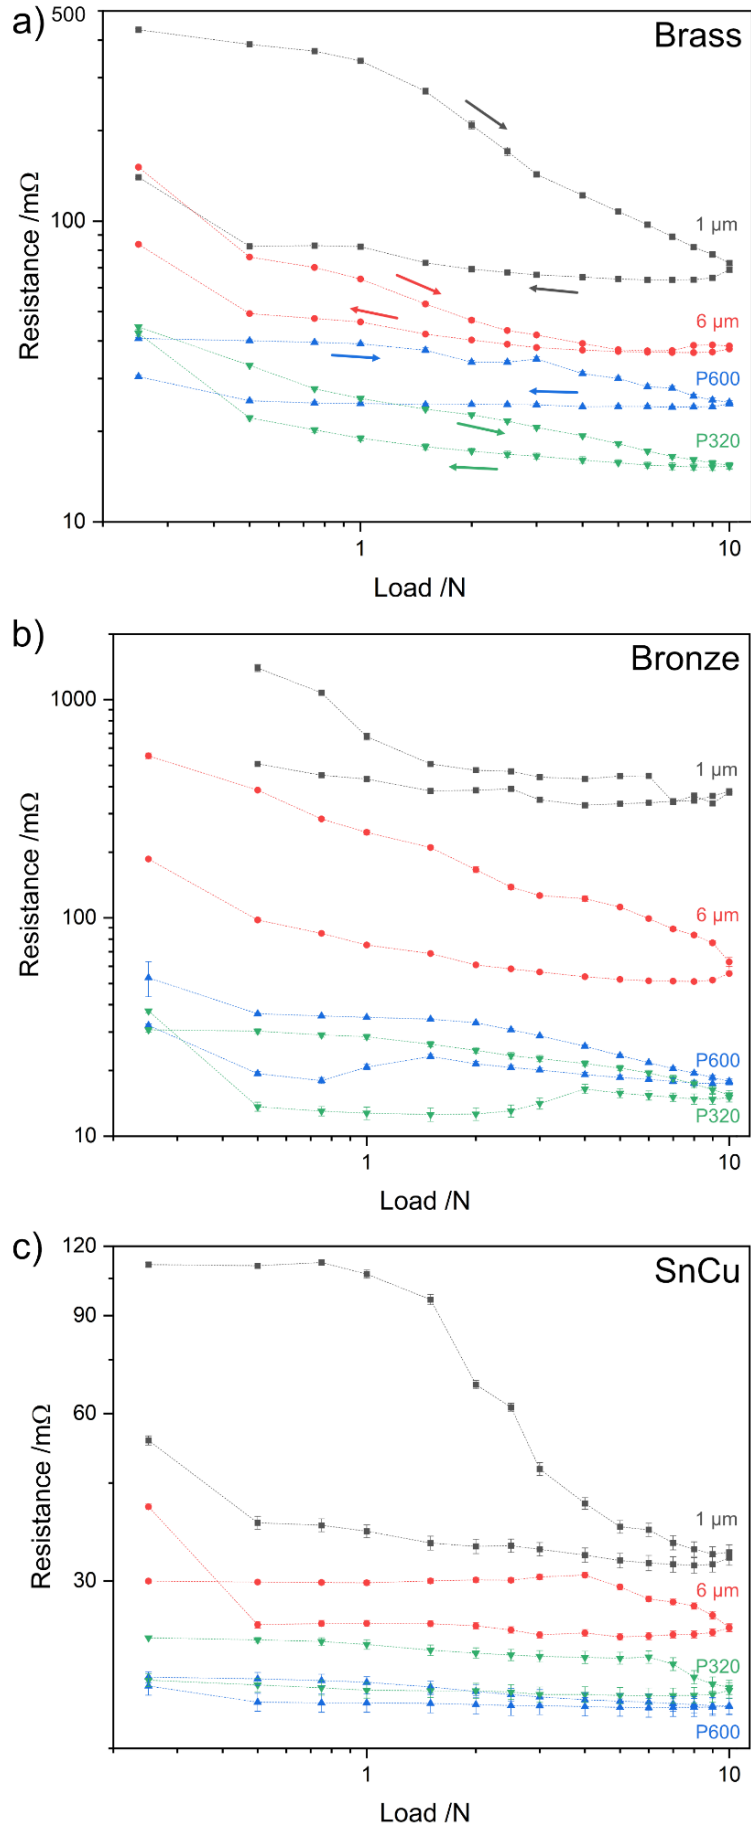 a)
Brass
500
100
10
Resistance /mΩ
1 µm
6 µm
P600
P320
1
10
Load /N
b)
Bronze
1000
100
10
Resistance /mΩ
1 µm
6 µm
P600
P320
1
10
Load /N
c)
SnCu
120
90
60
30
Resistance /mΩ
1 µm
6 µm
P320
P600
1
10
Load /N